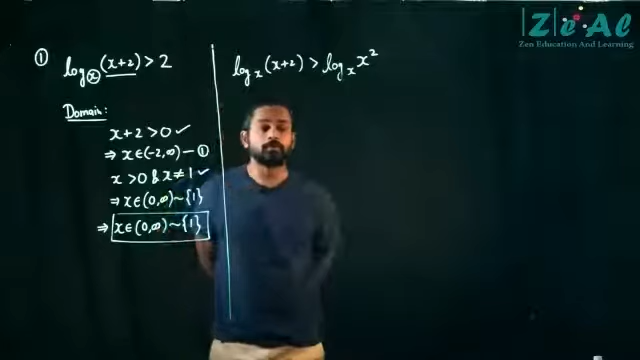 ① log_x (x+2) > 2
Domain:
x+2 > 0 ✓
⇒ x ∈ (-2, ∞) — ①
x > 0 & x ≠ 1 ✓
⇒ x ∈ (0, ∞) ~ {1}
⇒ x ∈ (0, ∞) ~ {1}
log_x (x+2) > log_x x²
ZeAl
Zen Education And Learning